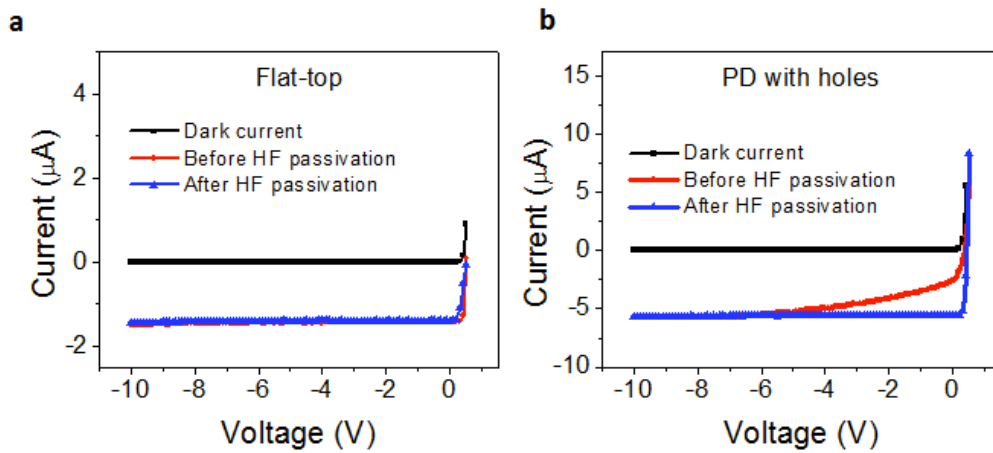 a
Flat-top
Dark current
Before HF passivation
After HF passivation
Current (μA)
4
2
0
-2
-10
-8
-6
-4
-2
0
Voltage (V)
b
PD with holes
Dark current
Before HF passivation
After HF passivation
Current (μA)
15
10
5
0
-5
-10
-10
-8
-6
-4
-2
0
Voltage (V)